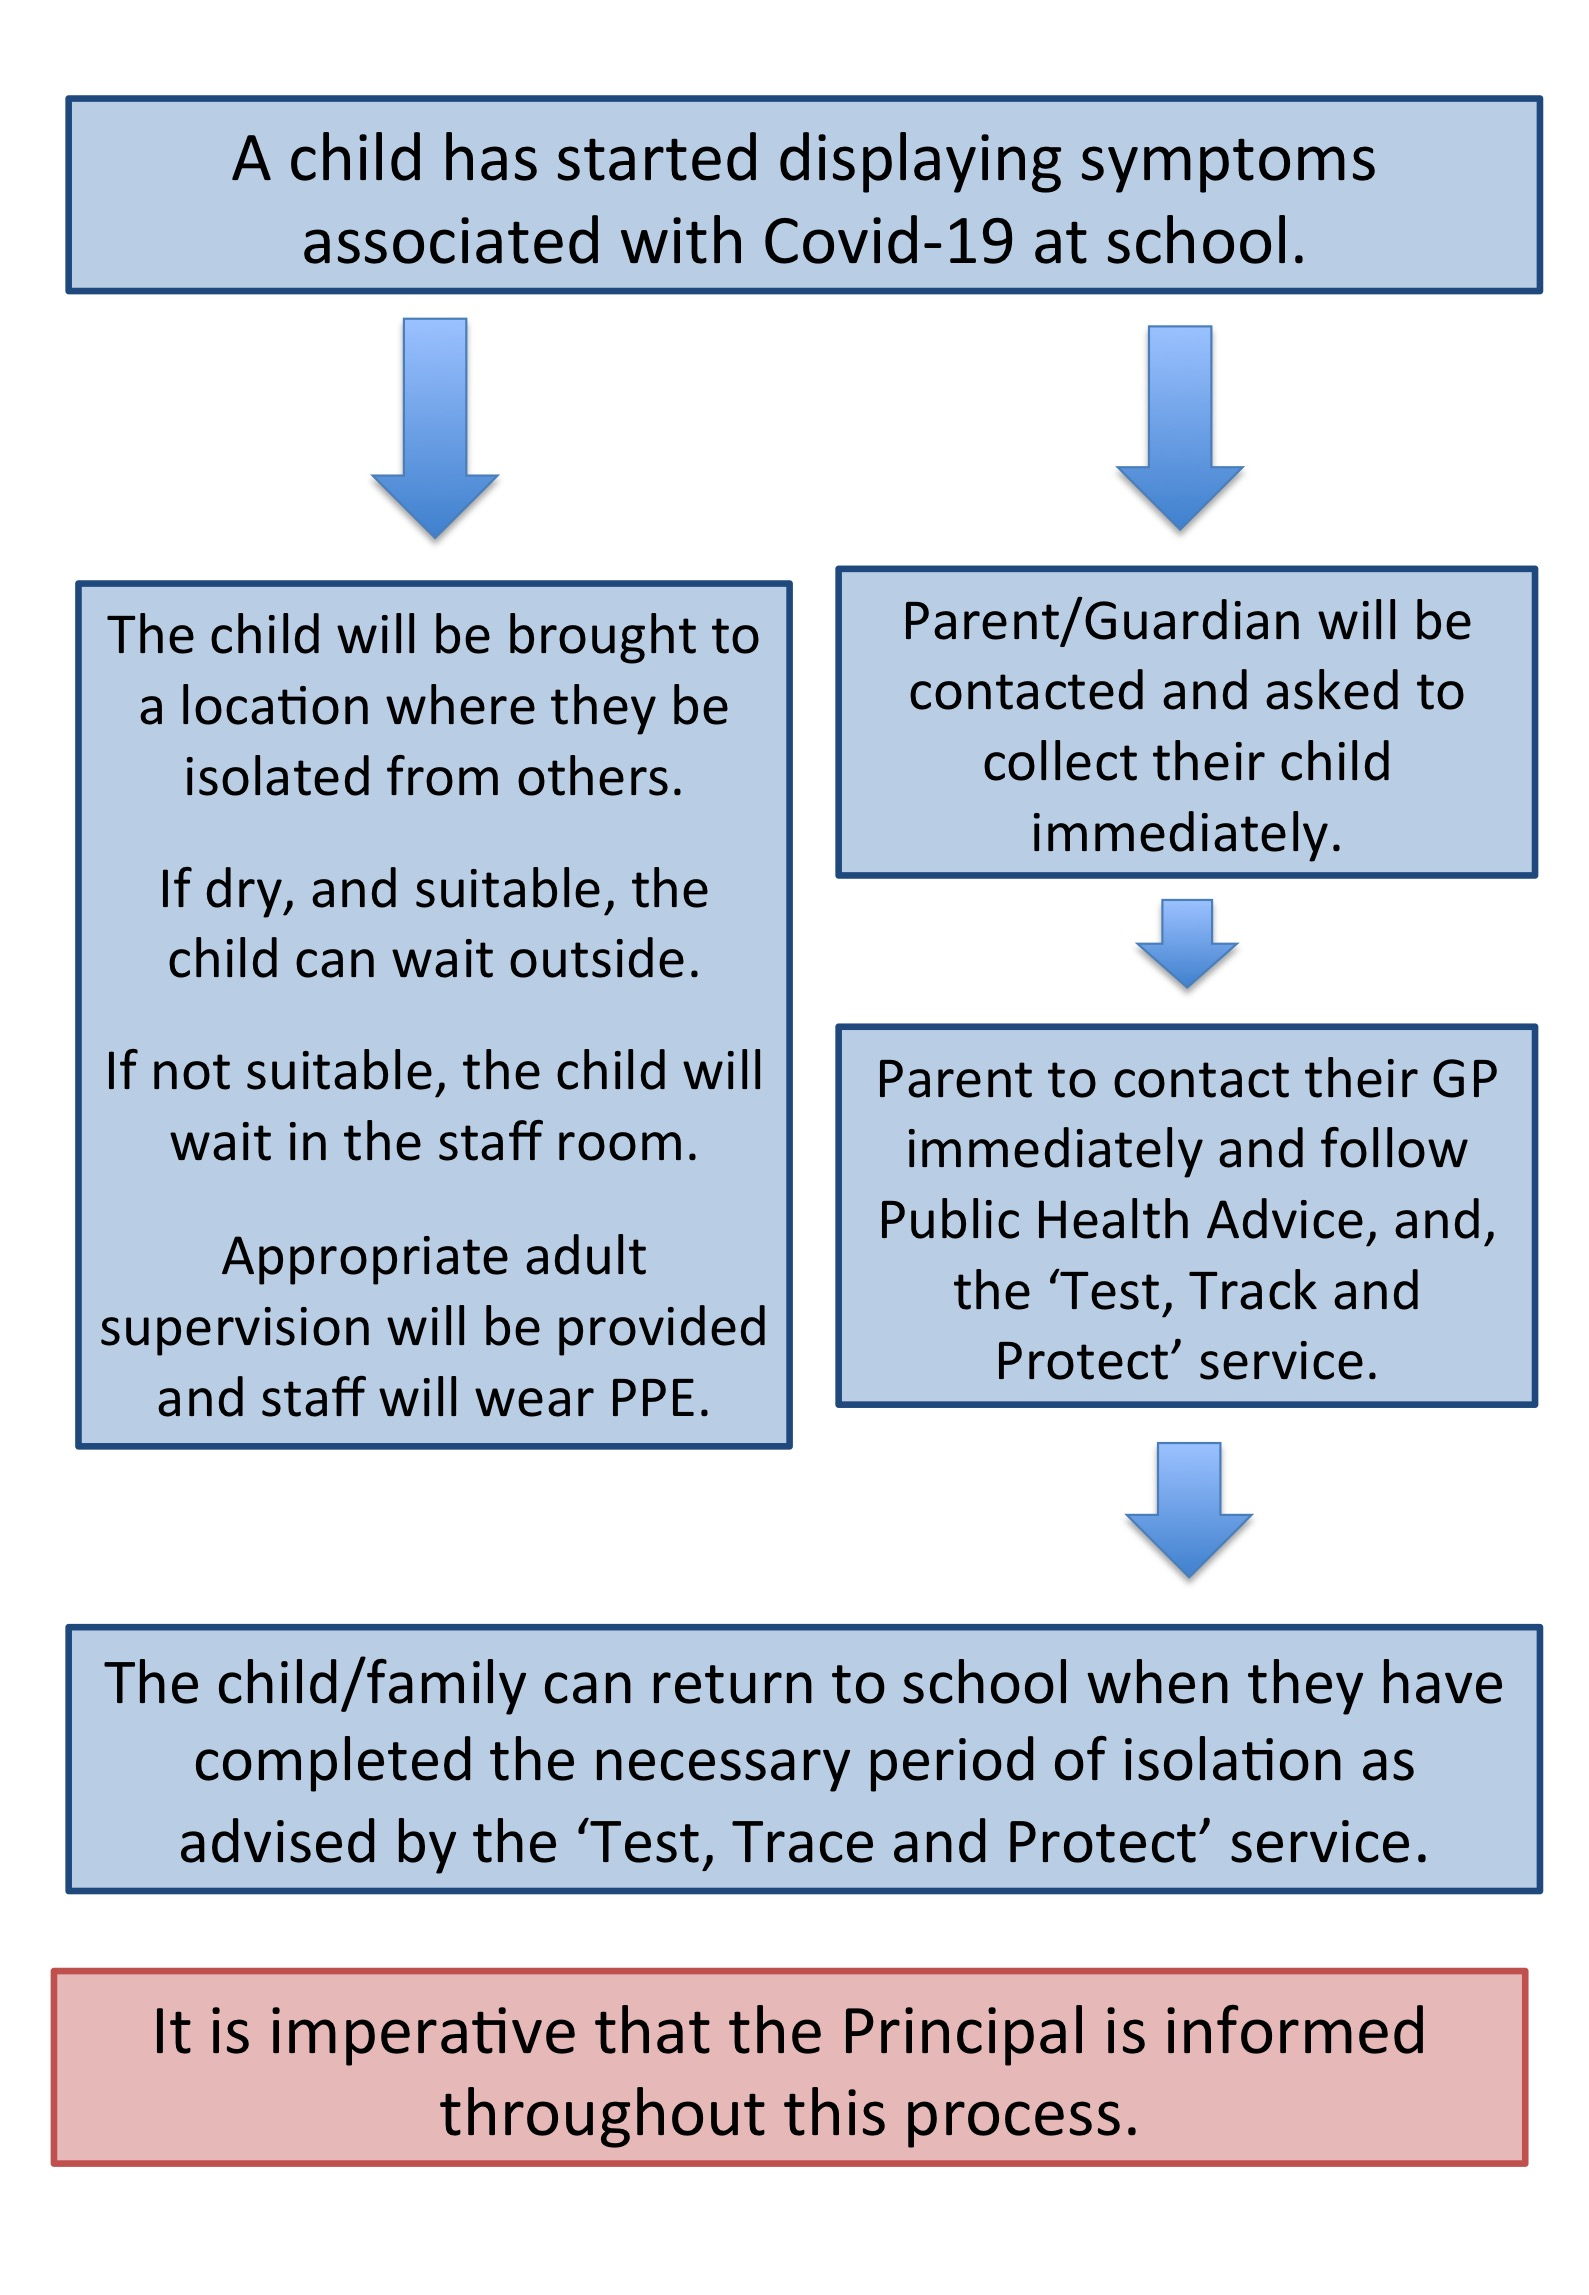 A child has started displaying symptoms
associated with Covid-19 at school.
The child will be brought to
a location where they be
isolated from others.
If dry, and suitable, the
child can wait outside.
If not suitable, the child will
wait in the staff room.
Appropriate adult
supervision will be provided
and staff will wear PPE.
Parent/Guardian will be
contacted and asked to
collect their child
immediately.
Parent to contact their GP
immediately and follow
Public Health Advice, and,
the ‘Test, Track and
Protect’ service.
The child/family can return to school when they have
completed the necessary period of isolation as
advised by the ‘Test, Trace and Protect’ service.
It is imperative that the Principal is informed
throughout this process.